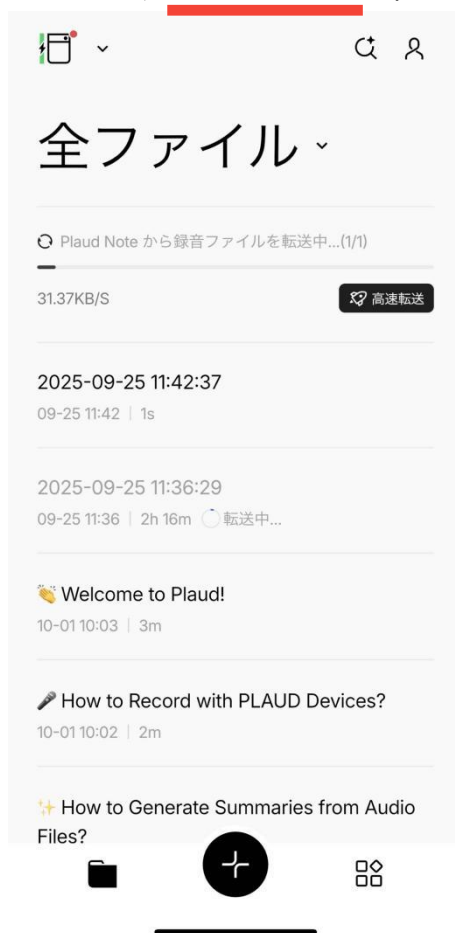 全ファイル
Plaud Note から録音ファイルを転送中...(1/1)
31.37KB/S
高速転送
2025-09-25 11:42:37
09-25 11:42 | 1s
2025-09-25 11:36:29
09-25 11:36 | 2h 16m 転送中...
👏 Welcome to Plaud!
10-01 10:03 | 3m
🎤 How to Record with PLAUD Devices?
10-01 10:02 | 2m
✨ How to Generate Summaries from Audio
Files?